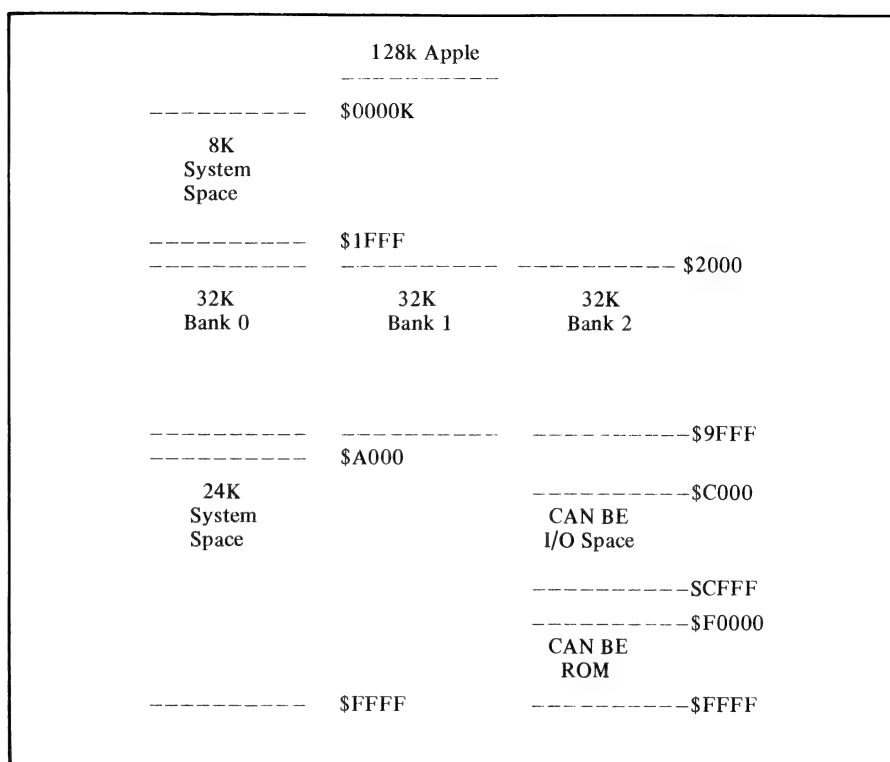 128k Apple
$0000K
8K
System
Space
$1FFF
$2000
32K
Bank 0
32K
Bank 1
32K
Bank 2
$9FFF
$A000
$C000
24K
System
Space
CAN BE
I/O Space
SCFFF
$F0000
CAN BE
ROM
$FFFF
$FFFF